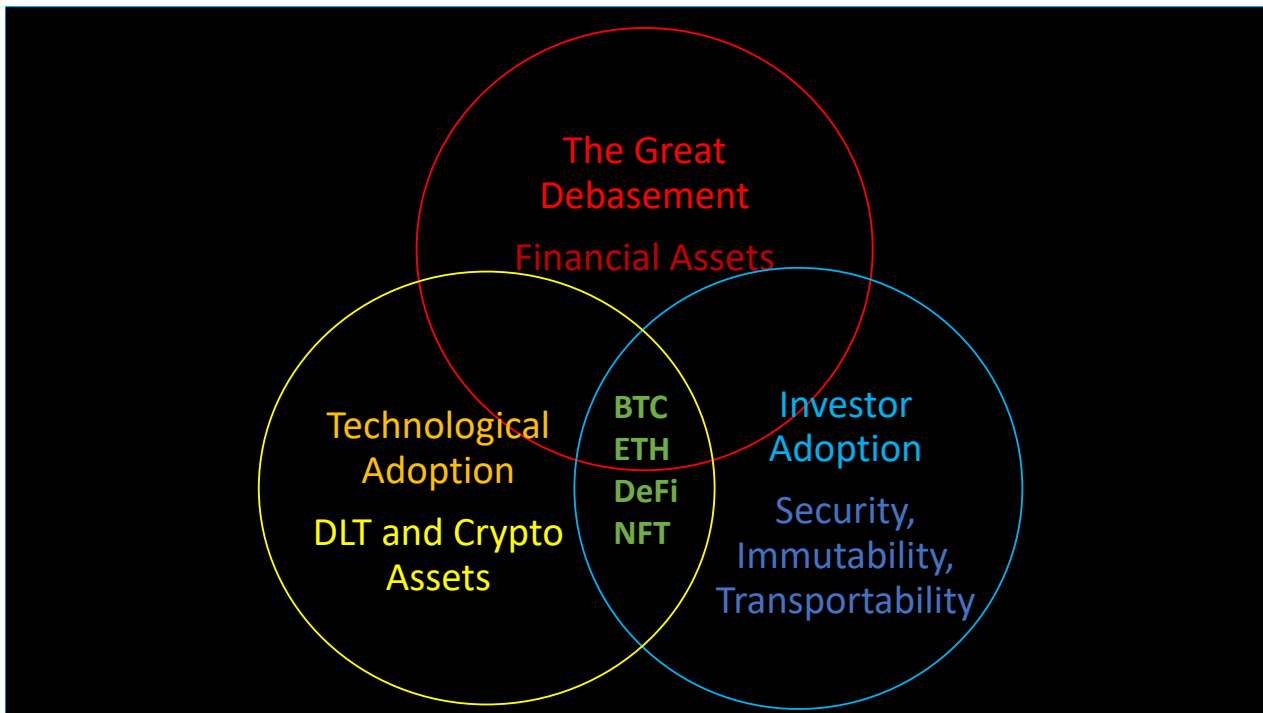 The Great
Debasement
Financial Assets
Technological
Adoption
DLT and Crypto
Assets
BTC
ETH
DeFi
NFT
Investor
Adoption
Security,
Immutability,
Transportability